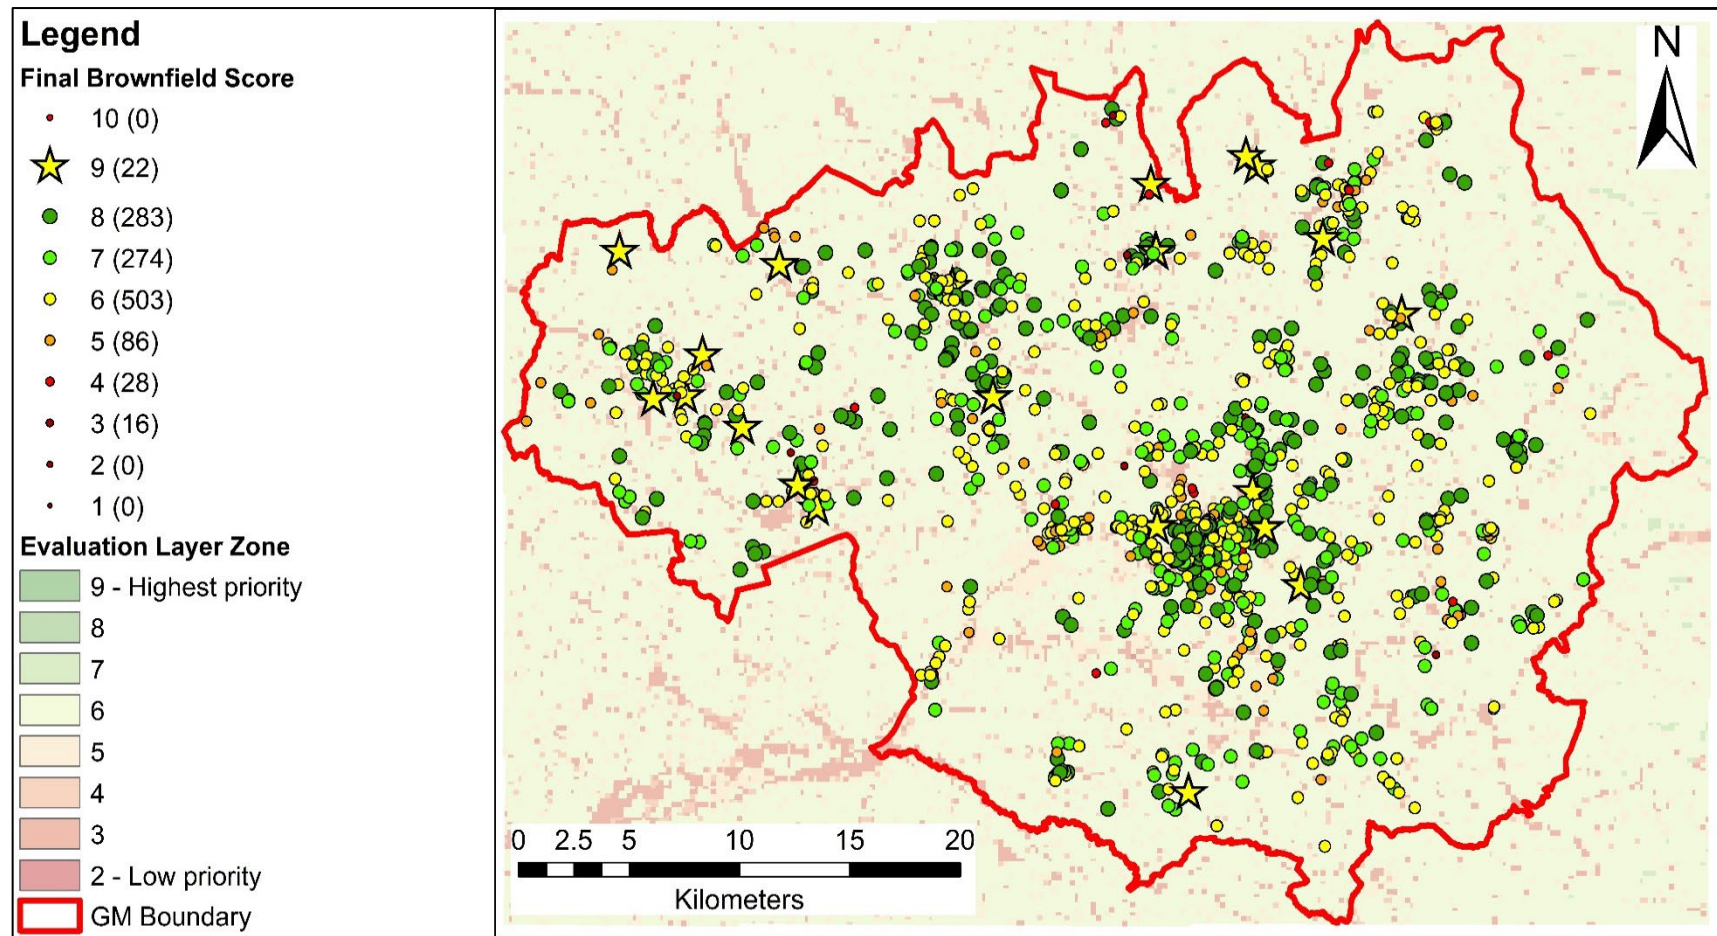 Legend
Final Brownfield Score
10 (0)
9 (22)
8 (283)
7 (274)
6 (503)
5 (86)
4 (28)
3 (16)
2 (0)
1 (0)
Evaluation Layer Zone
9 - Highest priority
8
7
6
5
4
3
2 - Low priority
GM Boundary
N
0 2.5 5 10 15 20
Kilometers